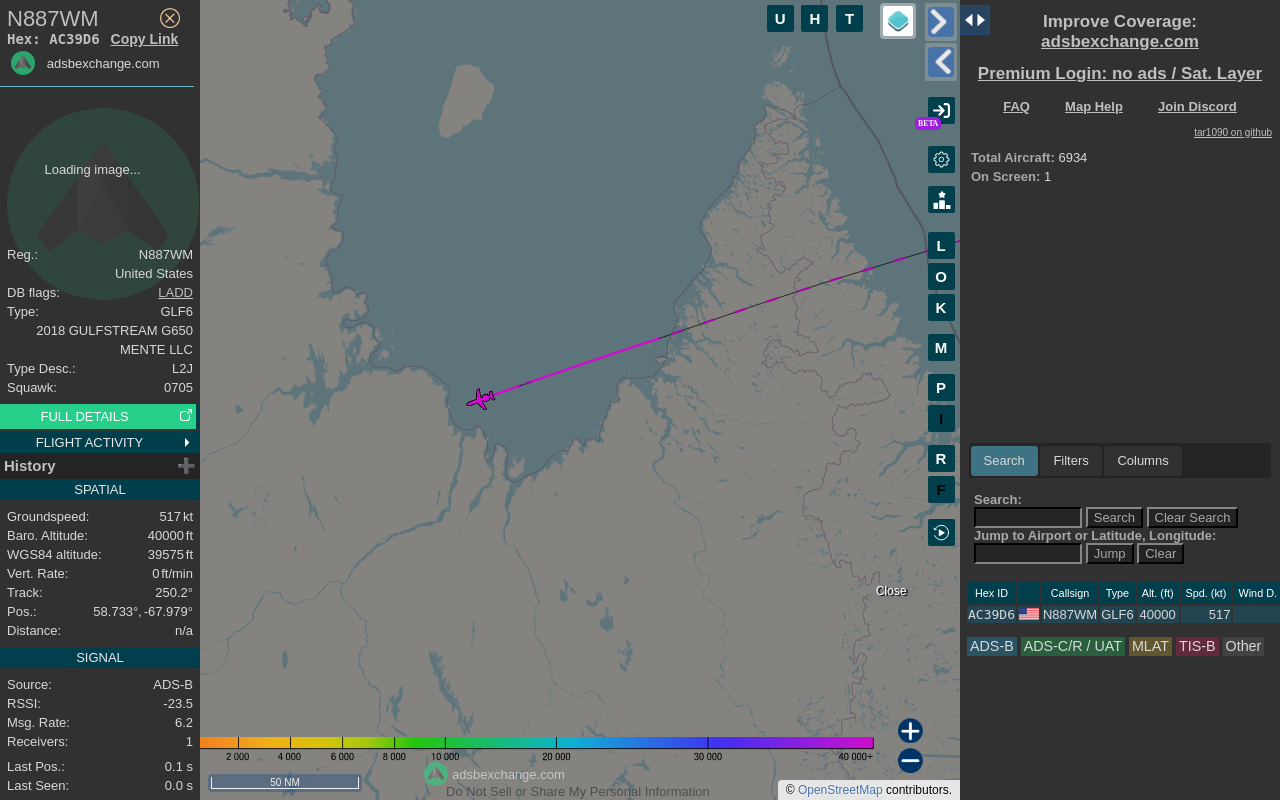 N887WM
Hex: AC39D6 Copy Link
adsbexchange.com
Loading image...
Reg.: N887WM
United States
DB flags: LADD
Type: GLF6
2018 GULFSTREAM G650
MENTE LLC
Type Desc.: L2J
Squawk: 0705
FULL DETAILS
FLIGHT ACTIVITY
History
SPATIAL
Groundspeed: 517 kt
Baro. Altitude: 40000 ft
WGS84 altitude: 39575 ft
Vert. Rate: 0 ft/min
Track: 250.2°
Pos.: 58.733°, -67.979°
Distance: n/a
SIGNAL
Source: ADS-B
RSSI: -23.5
Msg. Rate: 6.2
Receivers: 1
Last Pos.: 0.1 s
Last Seen: 0.0 s
U H T
BETA
L
O
K
M
P
I
R
F
Close
2 000 4 000 6 000 8 000 10 000 20 000 30 000 40 000+
50 NM
adsbexchange.com
Do Not Sell or Share My Personal Information
© OpenStreetMap contributors.
Improve Coverage:
adsbexchange.com
Premium Login: no ads / Sat. Layer
FAQ Map Help Join Discord
tar1090 on github
Total Aircraft: 6934
On Screen: 1
Search Filters Columns
Search:
Search Clear Search
Jump to Airport or Latitude, Longitude:
Jump Clear
Hex ID Callsign Type Alt. (ft) Spd. (kt) Wind D.
AC39D6 N887WM GLF6 40000 517
ADS-B ADS-C/R / UAT MLAT TIS-B Other